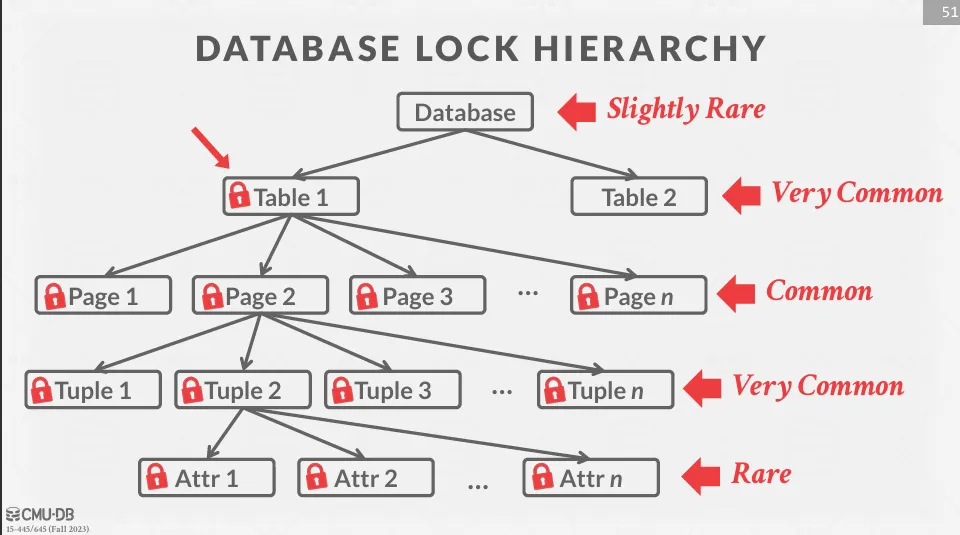 51
DATABASE LOCK HIERARCHY
Database
Slightly Rare
Table 1
Table 2
Very Common
Page 1
Page 2
Page 3
...
Page n
Common
Tuple 1
Tuple 2
Tuple 3
...
Tuple n
Very Common
Attr 1
Attr 2
...
Attr n
Rare
CMU·DB
15-445/645 (Fall 2023)